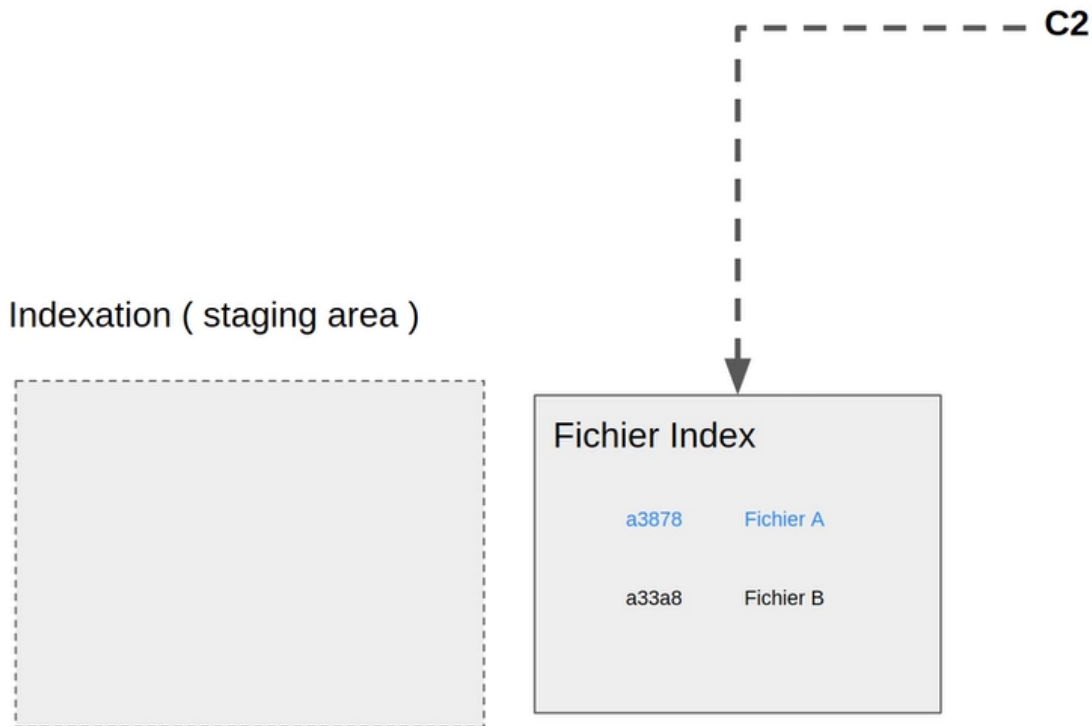 C2
Indexation ( staging area )
Fichier Index
a3878 Fichier A
a33a8 Fichier B